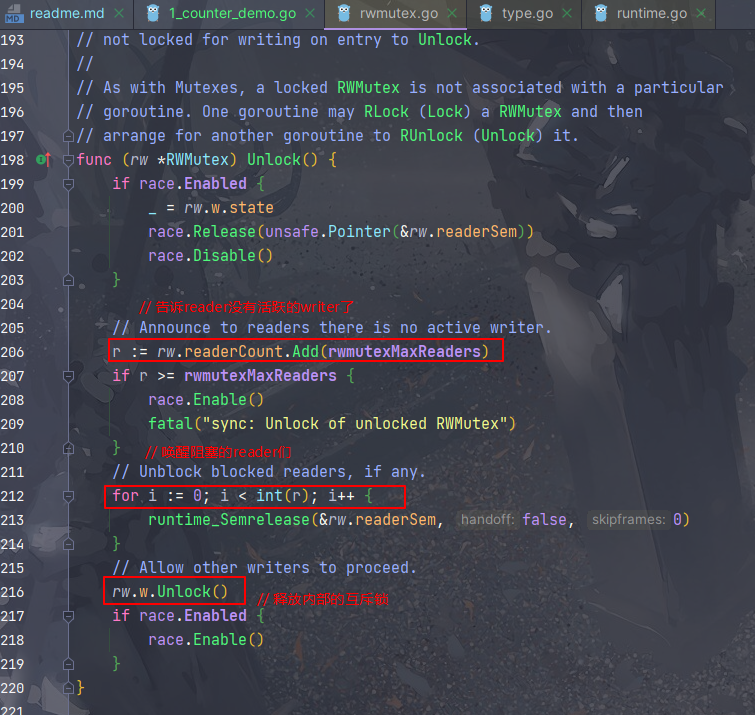 readme.md 1_counter_demo.go rwmutex.go type.go runtime.go
193 // not locked for writing on entry to Unlock.
194 //
195 // As with Mutexes, a locked RWMutex is not associated with a particular
196 // goroutine. One goroutine may RLock (Lock) a RWMutex and then
197 // arrange for another goroutine to RUnlock (Unlock) it.
198 func (rw *RWMutex) Unlock() {
199 if race.Enabled {
200 _ = rw.w.state
201 race.Release(unsafe.Pointer(&rw.readerSem))
202 race.Disable()
203 }
204 // 告诉reader没有活跃的writer了
205 // Announce to readers there is no active writer.
206 r := rw.readerCount.Add(rwmutexMaxReaders)
207 if r >= rwmutexMaxReaders {
208 race.Enable()
209 fatal("sync: Unlock of unlocked RWMutex")
210 } // 唤醒阻塞的reader们
211 // Unblock blocked readers, if any.
212 for i := 0; i < int(r); i++ {
213 runtime_Semrelease(&rw.readerSem, handoff: false, skipframes: 0)
214 }
215 // Allow other writers to proceed.
216 rw.w.Unlock() // 释放内部的互斥锁
217 if race.Enabled {
218 race.Enable()
219 }
220 }
221